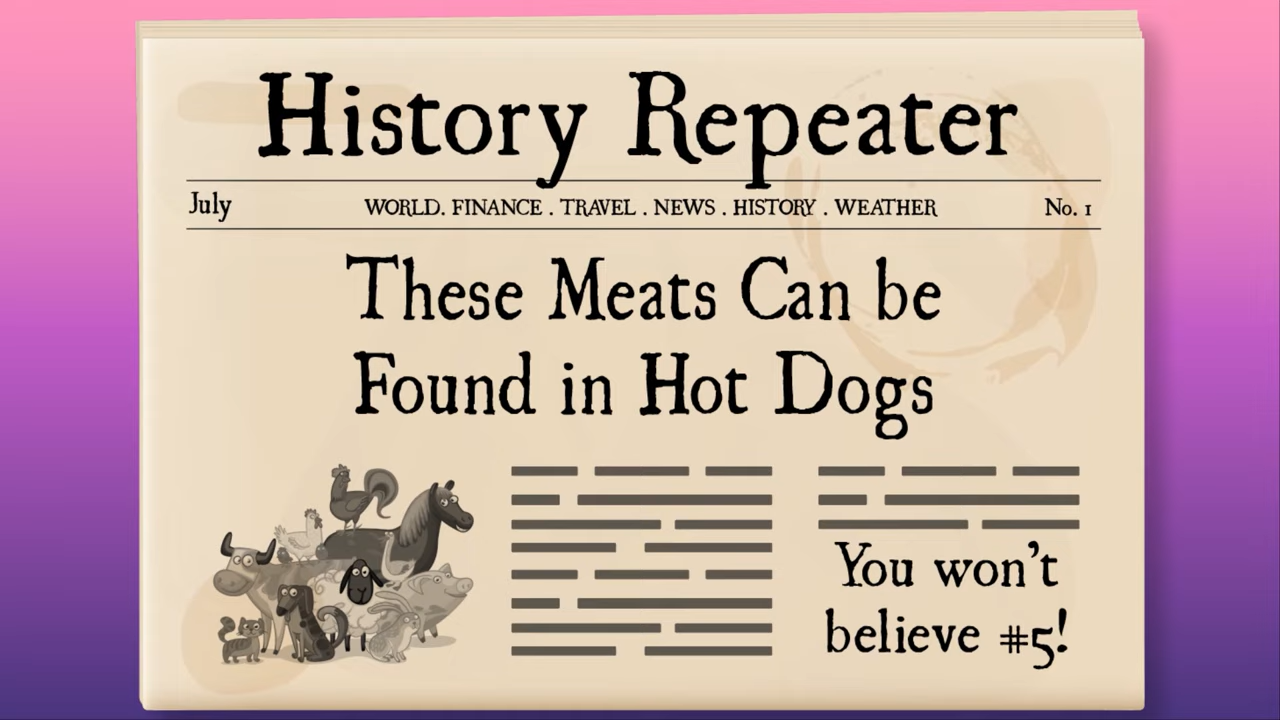 History Repeater
July
WORLD. FINANCE . TRAVEL . NEWS . HISTORY . WEATHER
No. 1
These Meats Can be
Found in Hot Dogs
You won't
believe #5!